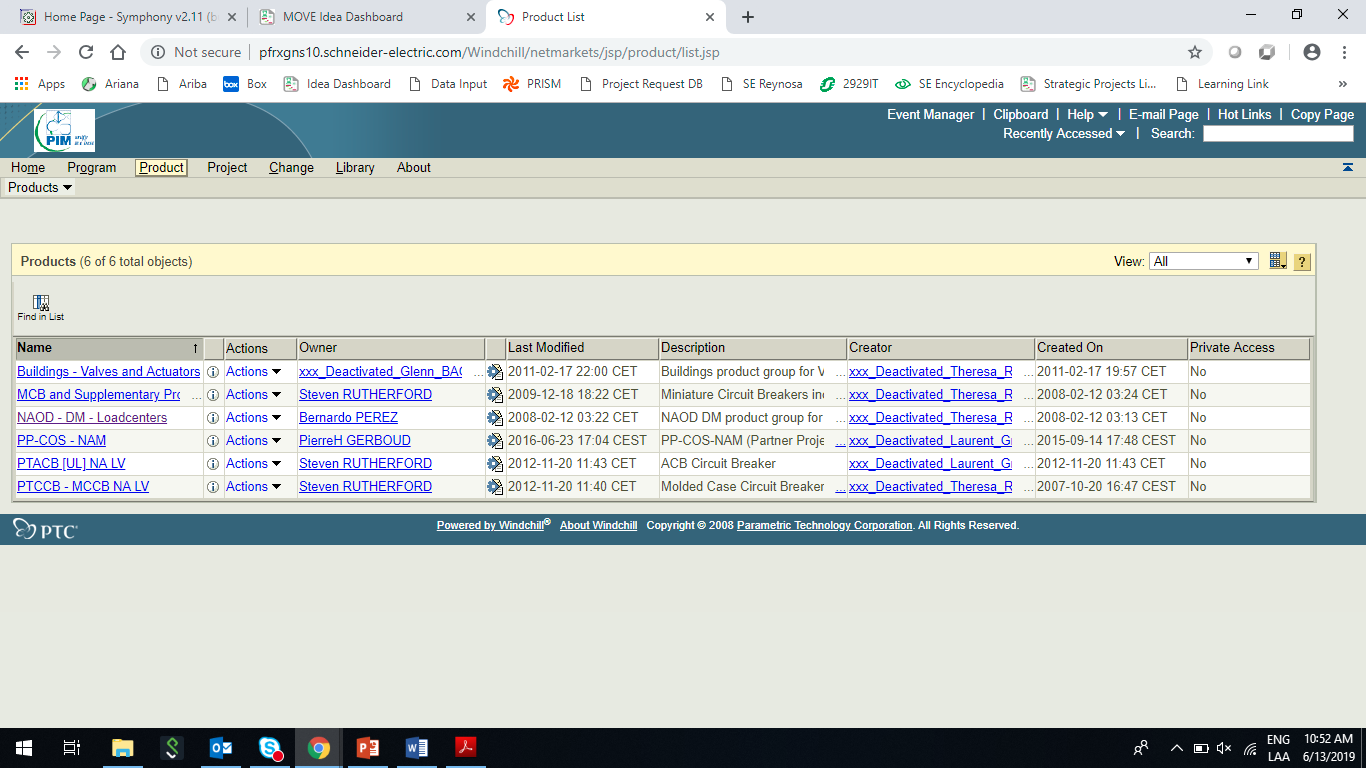 Home Page - Symphony v2.11 (b
MOVE Idea Dashboard
Product List
Not secure | pfrxgns10.schneider-electric.com/Windchill/netmarkets/jsp/product/list.jsp
Apps Ariana Ariba Box Idea Dashboard Data Input PRISM Project Request DB SE Reynosa 2929IT SE Encyclopedia Strategic Projects Li... Learning Link »
PIM
Event Manager | Clipboard | Help | E-mail Page | Hot Links | Copy Page
Recently Accessed | Search:
Home Program Product Project Change Library About
Products
Products (6 of 6 total objects) View: All
Find in List
Name Actions Owner Last Modified Description Creator Created On Private Access
Buildings - Valves and Actuators Actions xxx_Deactivated_Glenn_BAC ... 2011-02-17 22:00 CET Buildings product group for V ... xxx_Deactivated_Theresa_R ... 2011-02-17 19:57 CET No
MCB and Supplementary Pro ... Actions Steven RUTHERFORD 2009-12-18 18:22 CET Miniature Circuit Breakers inc ... xxx_Deactivated_Theresa_R ... 2008-02-12 03:24 CET No
NAOD - DM - Loadcenters Actions Bernardo PEREZ 2008-02-12 03:22 CET NAOD DM product group for ... xxx_Deactivated_Theresa_R ... 2008-02-12 03:13 CET No
PP-COS - NAM Actions PierreH GERBOUD 2016-06-23 17:04 CEST PP-COS-NAM (Partner Proje ... xxx_Deactivated_Laurent_Gr ... 2015-09-14 17:48 CEST No
PTACB [UL] NA LV Actions Steven RUTHERFORD 2012-11-20 11:43 CET ACB Circuit Breaker xxx_Deactivated_Laurent_Gr ... 2012-11-20 11:43 CET No
PTCCB - MCCB NA LV Actions Steven RUTHERFORD 2012-11-20 11:40 CET Molded Case Circuit Breaker ... xxx_Deactivated_Theresa_R ... 2007-10-20 16:47 CEST No
PTC Powered by Windchill® About Windchill Copyright © 2008 Parametric Technology Corporation. All Rights Reserved.
ENG 10:52 AM
LAA 6/13/2019